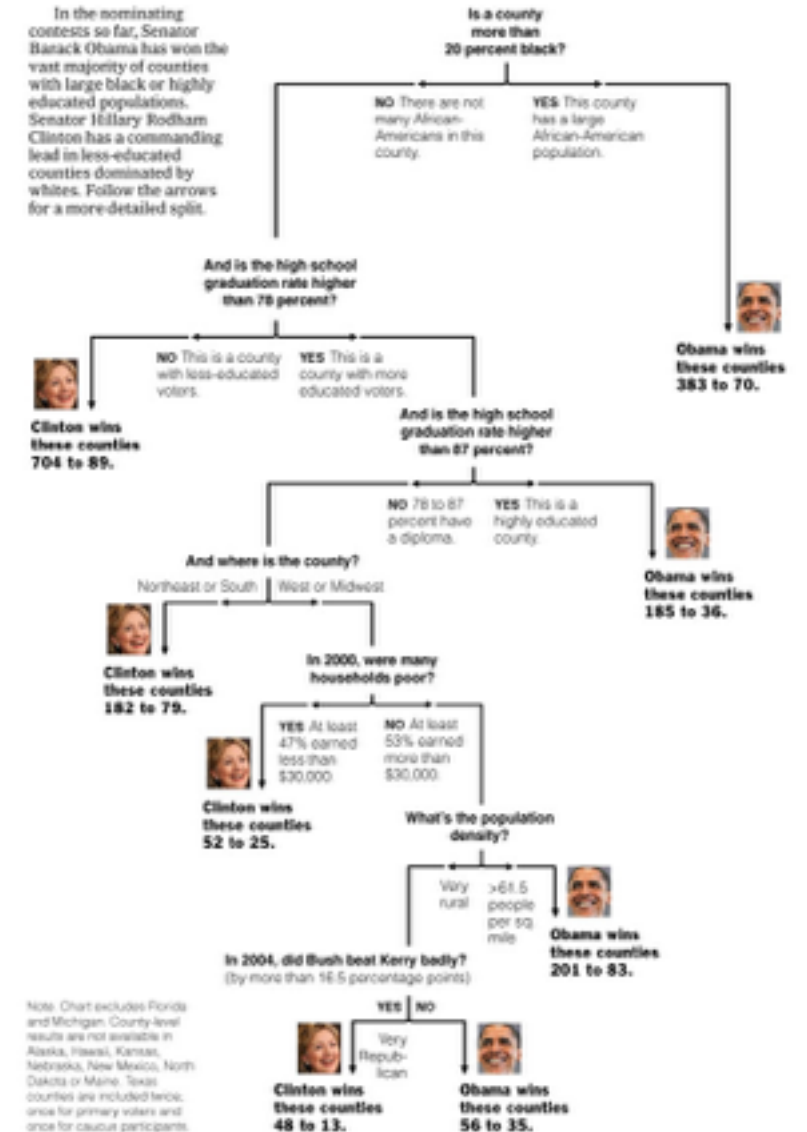 In the nominating
contests so far, Senator
Barack Obama has won the
vast majority of counties
with large black or highly
educated populations.
Senator Hillary Rodham
Clinton has a commanding
lead in less-educated
counties dominated by
whites. Follow the arrows
for a more detailed split.
Is a county
more than
20 percent black?
NO There are not
many African-
Americans in this
county.
YES This county
has a large
African-American
population.
Obama wins
these counties
383 to 70.
And is the high school
graduation rate higher
than 78 percent?
NO This is a county
with less-educated
voters.
YES This is a
county with more
educated voters.
Clinton wins
these counties
704 to 89.
And is the high school
graduation rate higher
than 87 percent?
NO 78 to 87
percent have
a diploma.
YES This is a
highly educated
county.
Obama wins
these counties
185 to 36.
And where is the county?
Northeast or South
West or Midwest
Clinton wins
these counties
182 to 79.
In 2000, were many
households poor?
YES At least
47% earned
less than
$30,000.
NO At least
53% earned
more than
$30,000.
Clinton wins
these counties
52 to 25.
What's the population
density?
Very
rural
>61.5
people
per sq.
mile
Obama wins
these counties
201 to 83.
In 2004, did Bush beat Kerry badly?
(by more than 16.5 percentage points)
YES
NO
Very
Repub-
lican
Clinton wins
these counties
48 to 13.
Obama wins
these counties
56 to 35.
Note: Chart excludes Florida
and Michigan. County-level
results are not available in
Alaska, Hawaii, Kansas,
Nebraska, New Mexico, North
Dakota or Maine. Texas
counties are included twice;
once for primary voters and
once for caucus participants.